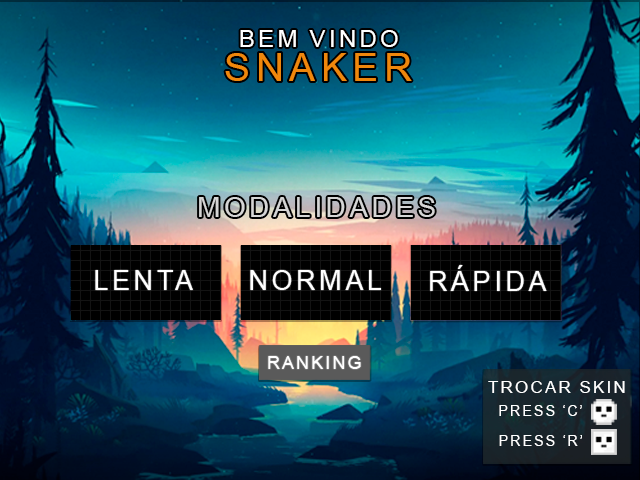 BEM VINDO
SNAKER
MODALIDADES
LENTA
NORMAL
RÁPIDA
RANKING
TROCAR SKIN
PRESS ‘C’
PRESS ‘R’